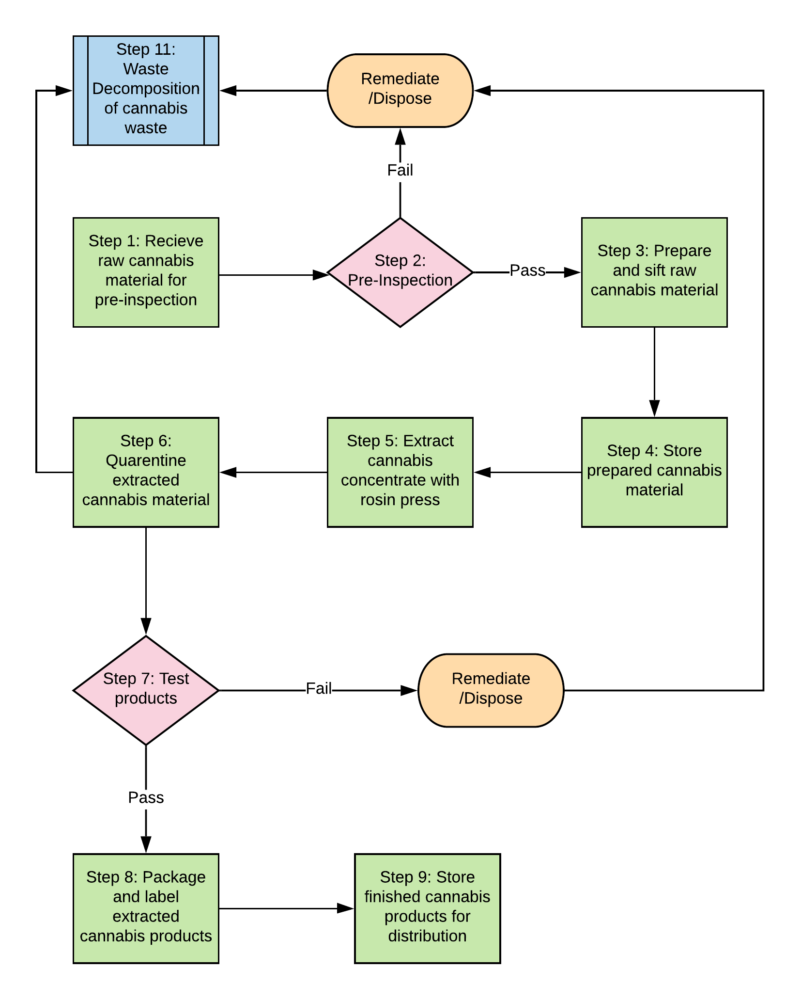 Step 11:
Waste
Decomposition
of cannabis
waste
Remediate
/Dispose
Fail
Step 1: Recieve
raw cannabis
material for
pre-inspection
Step 2:
Pre-Inspection
Pass
Step 3: Prepare
and sift raw
cannabis material
Step 4: Store
prepared cannabis
material
Step 5: Extract
cannabis
concentrate with
rosin press
Step 6:
Quarentine
extracted
cannabis material
Step 7: Test
products
Fail
Remediate
/Dispose
Pass
Step 8: Package
and label
extracted
cannabis products
Step 9: Store
finished cannabis
products for
distribution